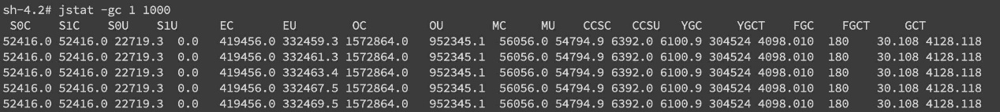 sh-4.2# jstat -gc 1 1000
S0C S1C S0U S1U EC EU OC OU MC MU CCSC CCSU YGC YGCT FGC FGCT GCT
52416.0 52416.0 22719.3 0.0 419456.0 332459.3 1572864.0 952345.1 56056.0 54794.9 6392.0 6100.9 304524 4098.010 180 30.108 4128.118
52416.0 52416.0 22719.3 0.0 419456.0 332461.3 1572864.0 952345.1 56056.0 54794.9 6392.0 6100.9 304524 4098.010 180 30.108 4128.118
52416.0 52416.0 22719.3 0.0 419456.0 332463.4 1572864.0 952345.1 56056.0 54794.9 6392.0 6100.9 304524 4098.010 180 30.108 4128.118
52416.0 52416.0 22719.3 0.0 419456.0 332467.5 1572864.0 952345.1 56056.0 54794.9 6392.0 6100.9 304524 4098.010 180 30.108 4128.118
52416.0 52416.0 22719.3 0.0 419456.0 332469.5 1572864.0 952345.1 56056.0 54794.9 6392.0 6100.9 304524 4098.010 180 30.108 4128.118